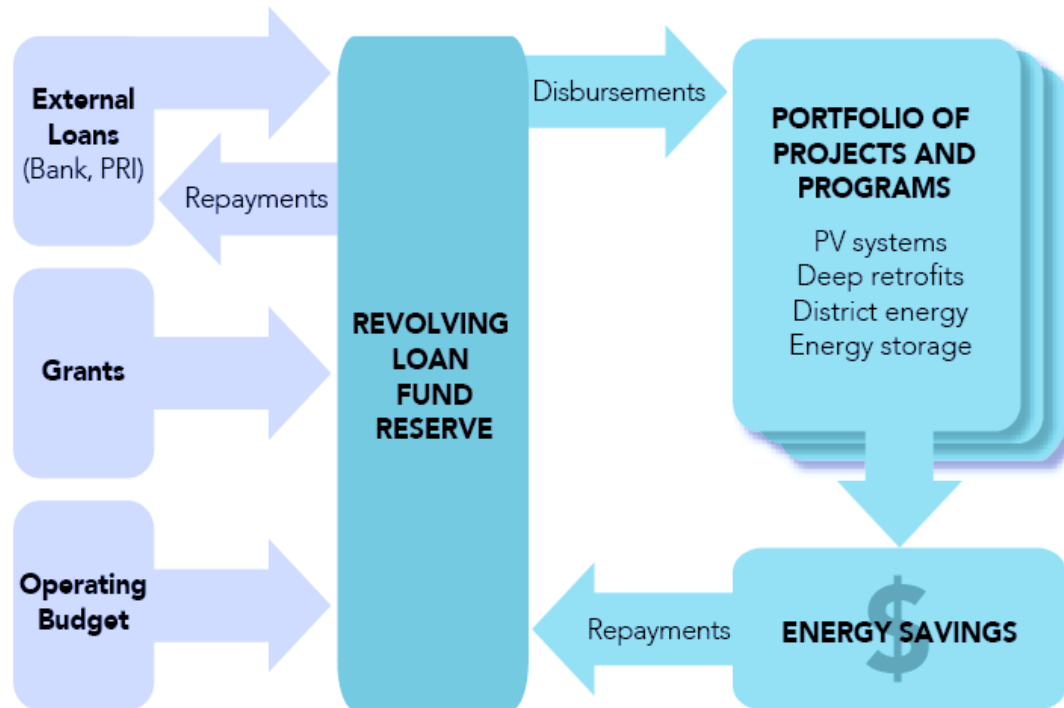 External
Loans
(Bank, PRI)
Repayments
Grants
Operating
Budget
REVOLVING
LOAN
FUND
RESERVE
Disbursements
PORTFOLIO OF
PROJECTS AND
PROGRAMS
PV systems
Deep retrofits
District energy
Energy storage
Repayments
$
ENERGY SAVINGS